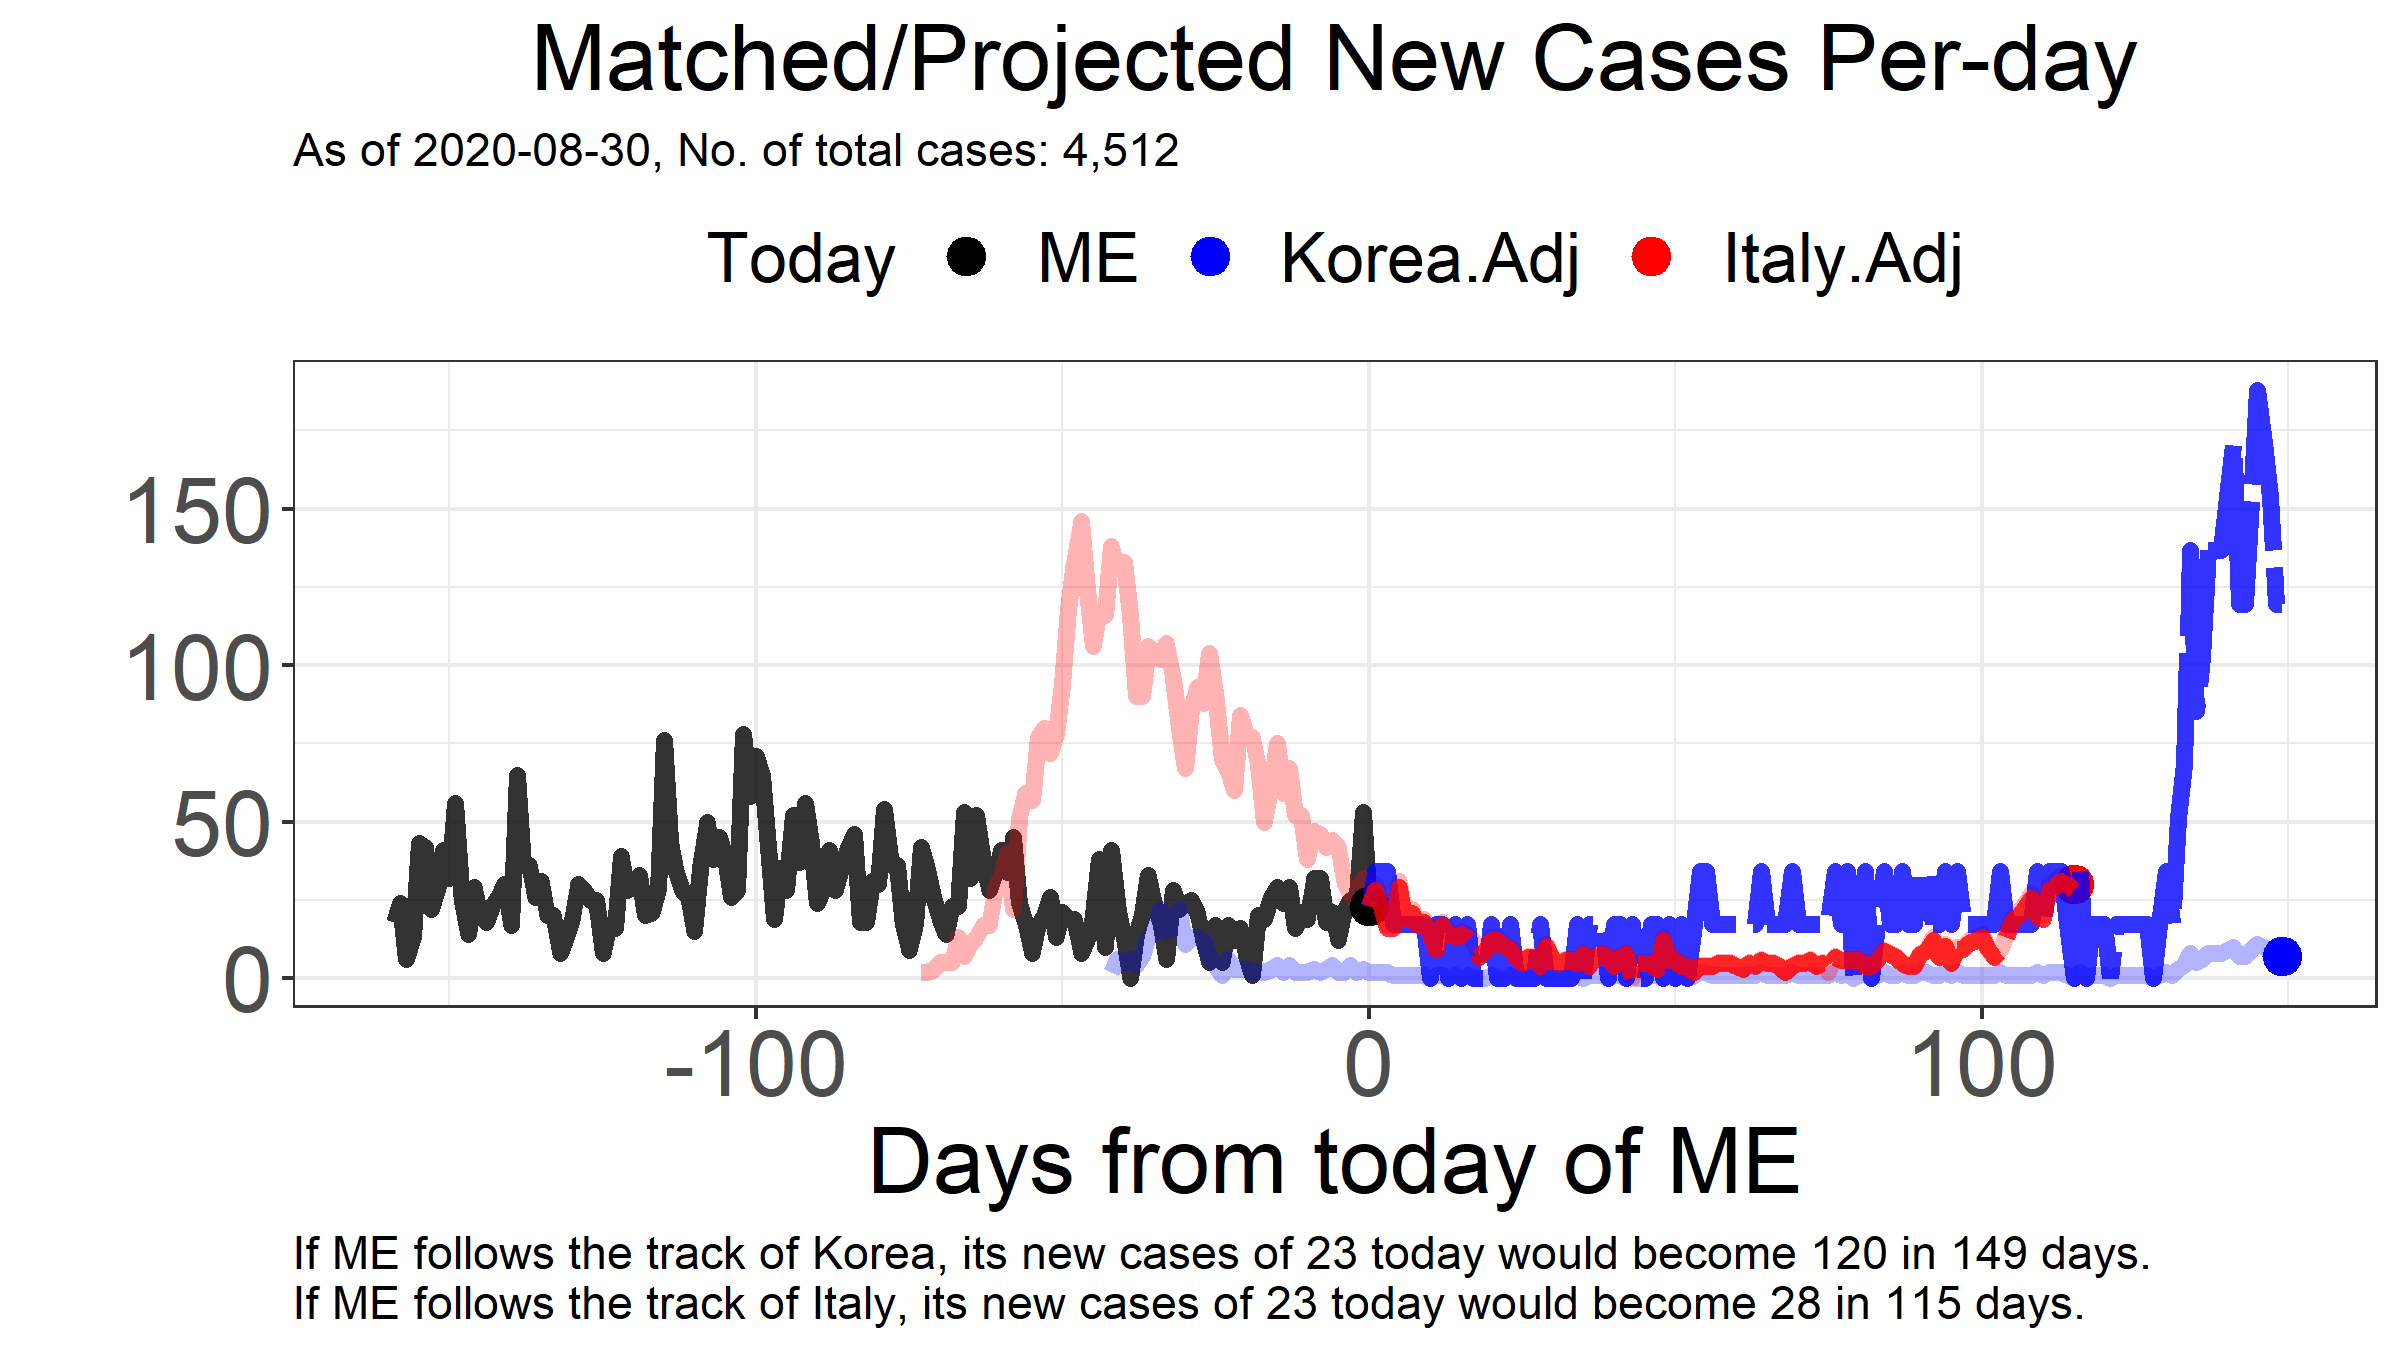 Matched/Projected New Cases Per-day
As of 2020-08-30, No. of total cases: 4,512
Today ME Korea.Adj Italy.Adj
150
100
50
0
-100 0 100
Days from today of ME
If ME follows the track of Korea, its new cases of 23 today would become 120 in 149 days.
If ME follows the track of Italy, its new cases of 23 today would become 28 in 115 days.